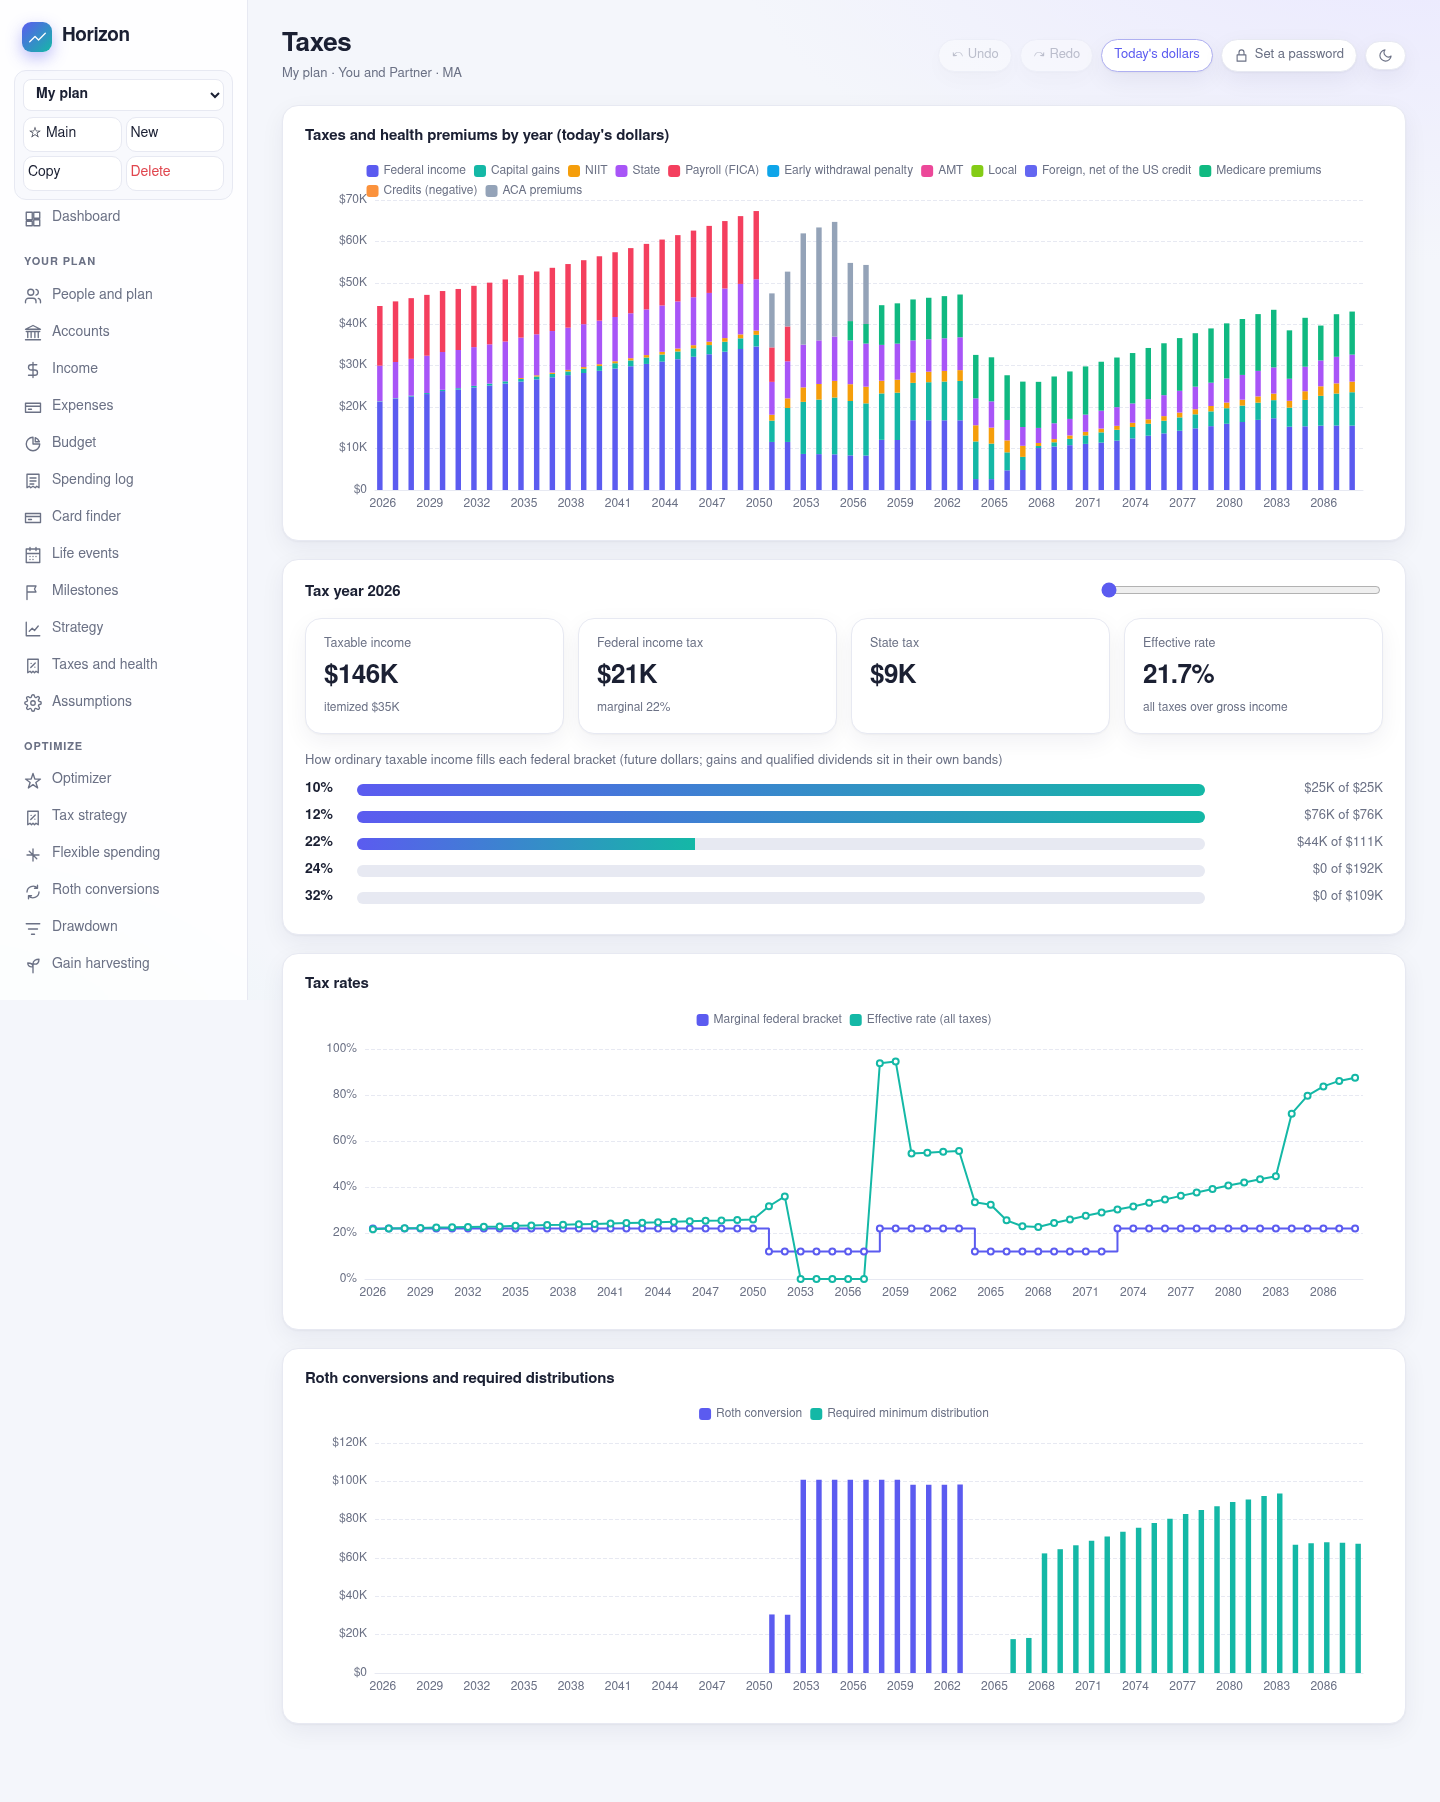 Horizon
My plan
☆ Main
New
Copy
Delete
Dashboard
YOUR PLAN
People and plan
Accounts
Income
Expenses
Budget
Spending log
Card finder
Life events
Milestones
Strategy
Taxes and health
Assumptions
OPTIMIZE
Optimizer
Tax strategy
Flexible spending
Roth conversions
Drawdown
Gain harvesting
Taxes
My plan · You and Partner · MA
Undo
Redo
Today's dollars
Set a password
Taxes and health premiums by year (today's dollars)
Federal income Capital gains NIIT State Payroll (FICA) Early withdrawal penalty AMT Local Foreign, net of the US credit Medicare premiums
Credits (negative) ACA premiums
$70K
$60K
$50K
$40K
$30K
$20K
$10K
$0
2026 2029 2032 2035 2038 2041 2044 2047 2050 2053 2056 2059 2062 2065 2068 2071 2074 2077 2080 2083 2086
Tax year 2026
Taxable income
$146K
itemized $35K
Federal income tax
$21K
marginal 22%
State tax
$9K
Effective rate
21.7%
all taxes over gross income
How ordinary taxable income fills each federal bracket (future dollars; gains and qualified dividends sit in their own bands)
10% $25K of $25K
12% $76K of $76K
22% $44K of $111K
24% $0 of $192K
32% $0 of $109K
Tax rates
Marginal federal bracket Effective rate (all taxes)
100%
80%
60%
40%
20%
0%
2026 2029 2032 2035 2038 2041 2044 2047 2050 2053 2056 2059 2062 2065 2068 2071 2074 2077 2080 2083 2086
Roth conversions and required distributions
Roth conversion Required minimum distribution
$120K
$100K
$80K
$60K
$40K
$20K
$0
2026 2029 2032 2035 2038 2041 2044 2047 2050 2053 2056 2059 2062 2065 2068 2071 2074 2077 2080 2083 2086